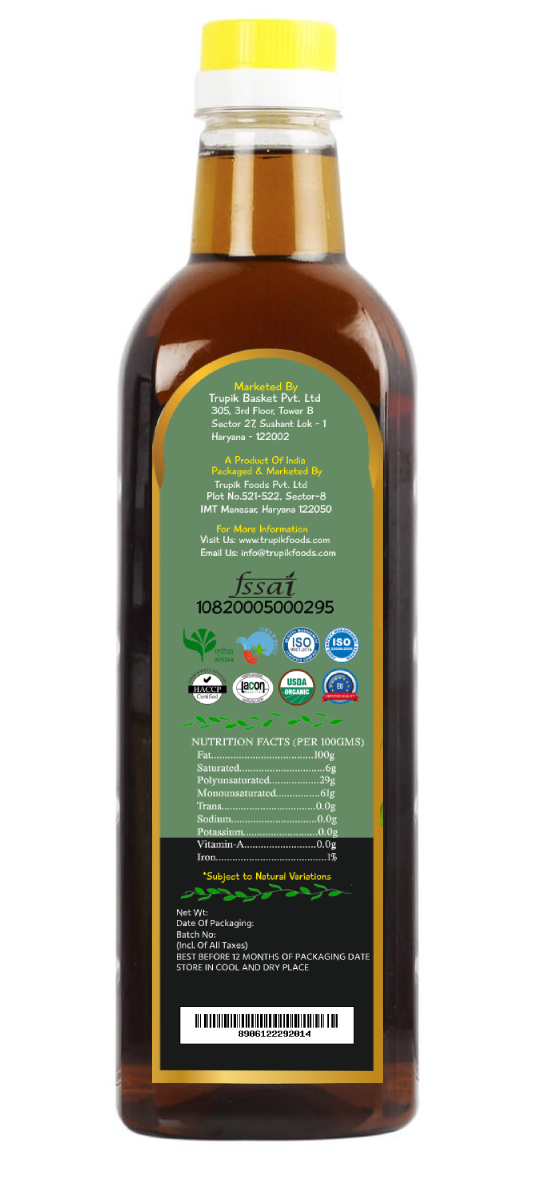 Marketed By
Trupik Basket Pvt. Ltd
305, 3rd Floor, Tower B
Sector 27, Sushant Lok - 1
Haryana - 122002
A Product Of India
Packaged & Marketed By
Trupik Foods Pvt. Ltd
Plot No.521-522, Sector-8
IMT Manesar, Haryana 122050
For More Information
Visit Us: www.trupikfoods.com
Email Us: info@trupikfoods.com
fssai
10820005000295
एपीडा
APEDA
ISO
ISO
HACCP
Certified
lacon
USDA
ORGANIC
EU
NUTRITION FACTS (PER 100GMS)
Fat....................................100g
Saturated..............................6g
Polyunsaturated..................29g
Monounsaturated...............61g
Trans.................................0.0g
Sodium..............................0.0g
Potassium..........................0.0g
Vitamin-A.........................0.0g
Iron.......................................1%
*Subject to Natural Variations
Net Wt:
Date Of Packaging:
Batch No:
(Incl. Of All Taxes)
BEST BEFORE 12 MONTHS OF PACKAGING DATE
STORE IN COOL AND DRY PLACE
8906122292014